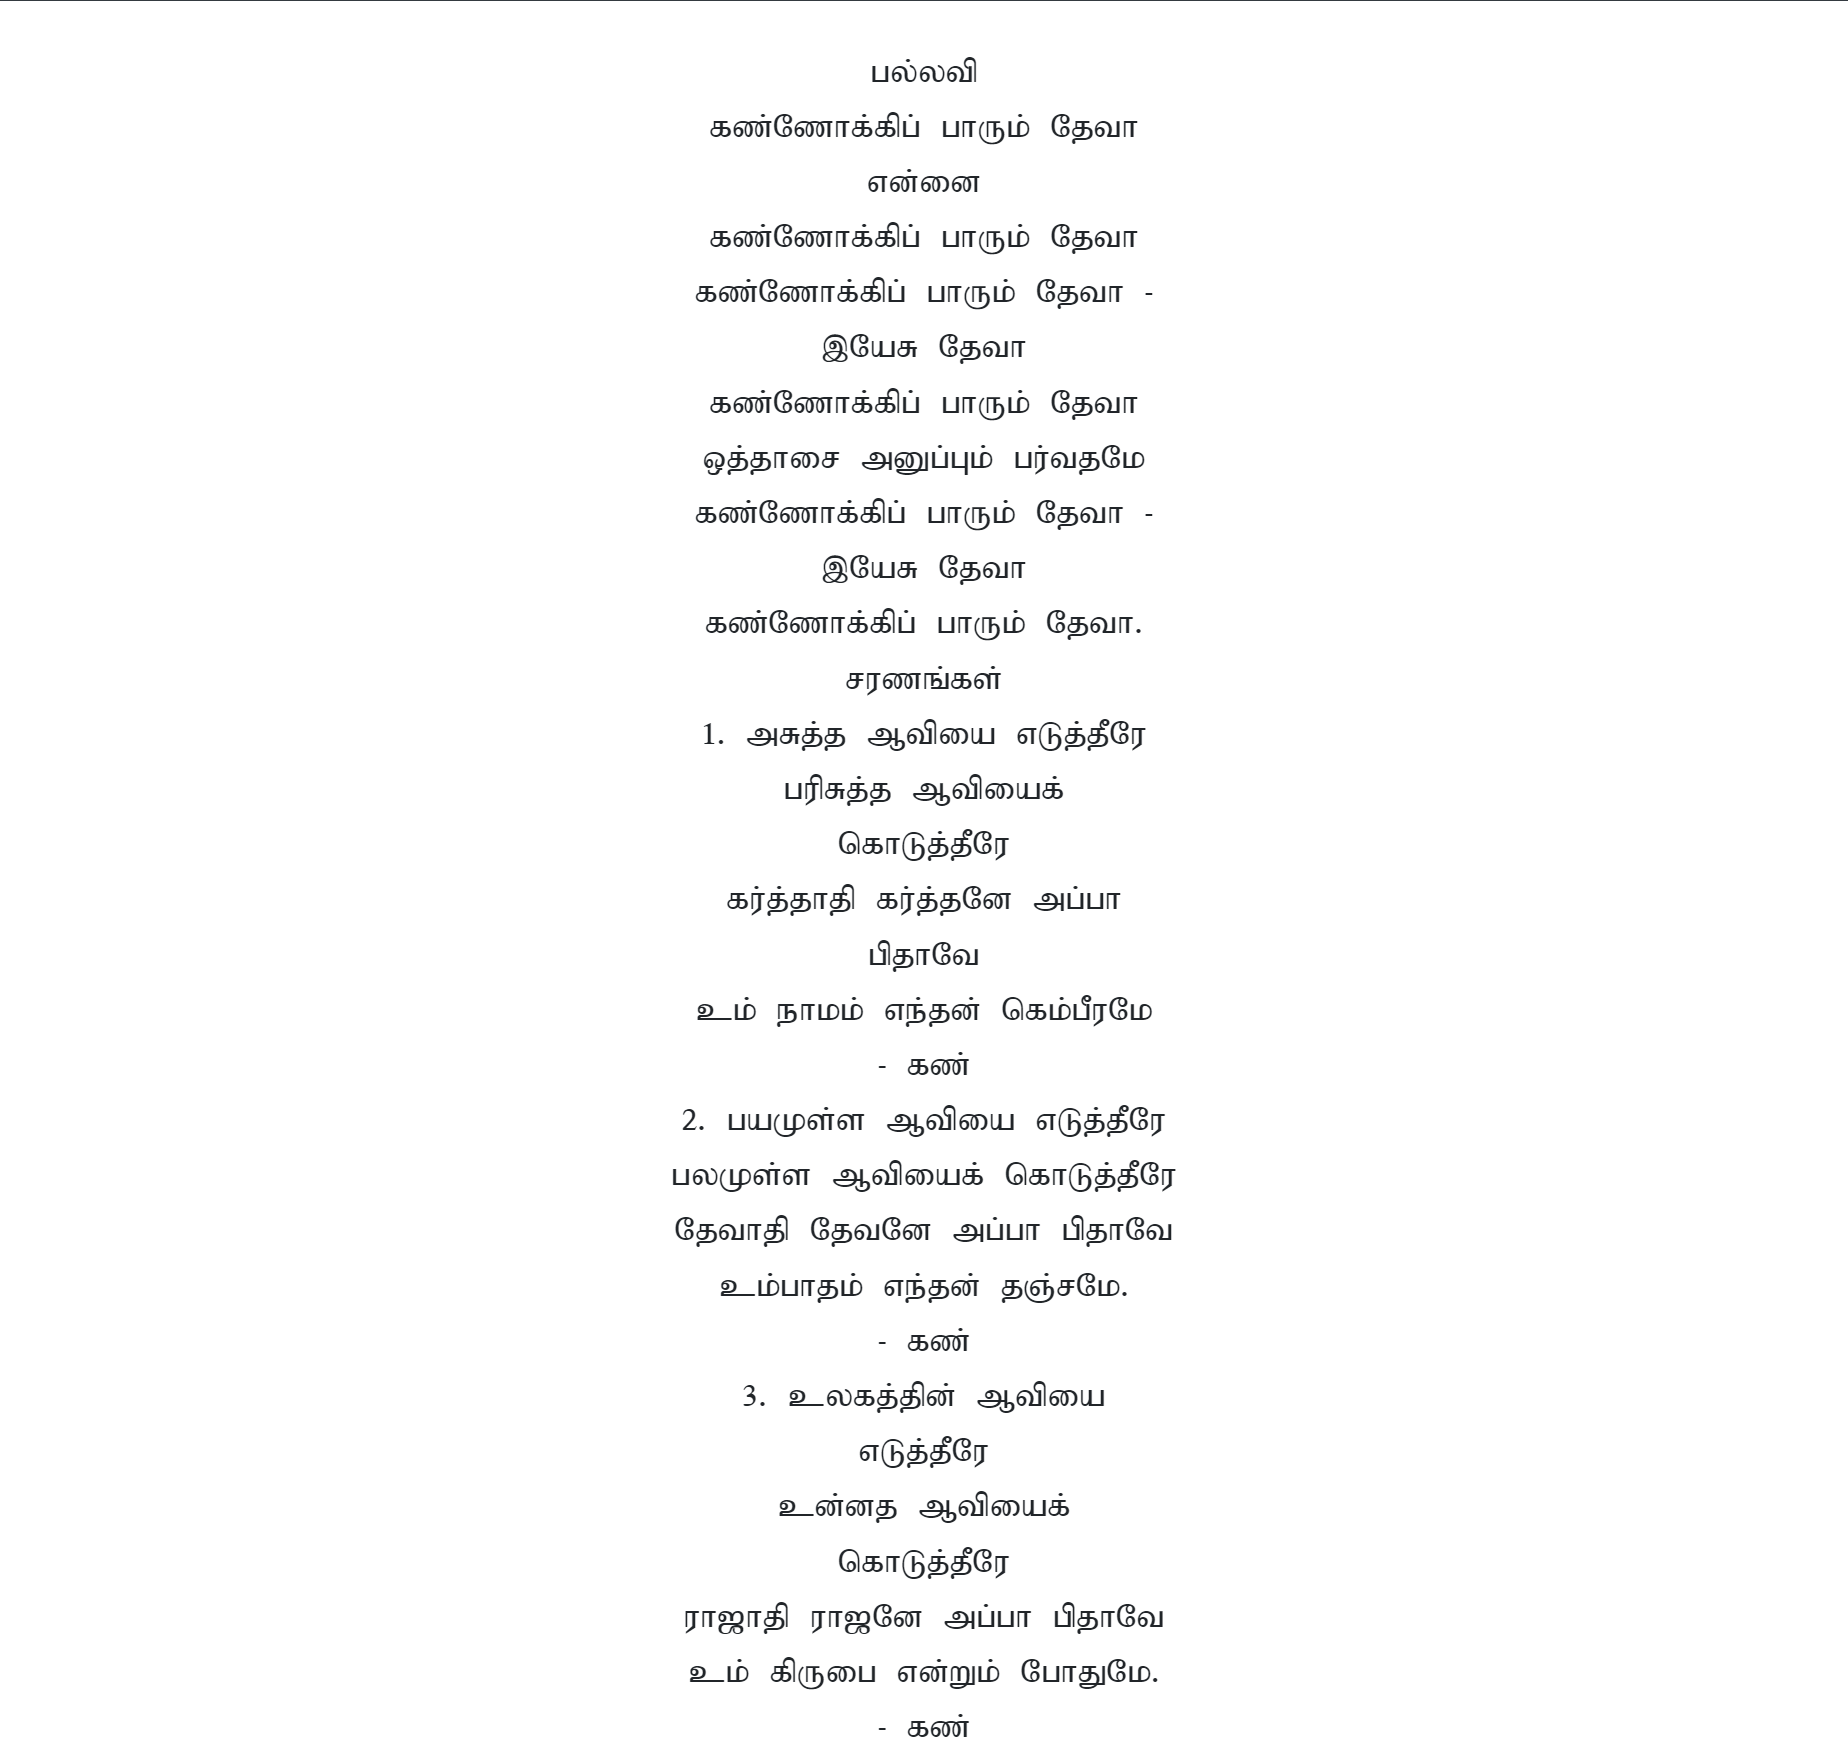 பல்லவி
கண்ணோக்கிப் பாரும் தேவா
என்னை
கண்ணோக்கிப் பாரும் தேவா
கண்ணோக்கிப் பாரும் தேவா -
இயேசு தேவா
கண்ணோக்கிப் பாரும் தேவா
ஒத்தாசை அனுப்பும் பர்வதமே
கண்ணோக்கிப் பாரும் தேவா -
இயேசு தேவா
கண்ணோக்கிப் பாரும் தேவா.
சரணங்கள்
1. அசுத்த ஆவியை எடுத்தீரே
பரிசுத்த ஆவியைக்
கொடுத்தீரே
கர்த்தாதி கர்த்தனே அப்பா
பிதாவே
உம் நாமம் எந்தன் கெம்பீரமே
- கண்
2. பயமுள்ள ஆவியை எடுத்தீரே
பலமுள்ள ஆவியைக் கொடுத்தீரே
தேவாதி தேவனே அப்பா பிதாவே
உம்பாதம் எந்தன் தஞ்சமே.
- கண்
3. உலகத்தின் ஆவியை
எடுத்தீரே
உன்னத ஆவியைக்
கொடுத்தீரே
ராஜாதி ராஜனே அப்பா பிதாவே
உம் கிருபை என்றும் போதுமே.
- கண்